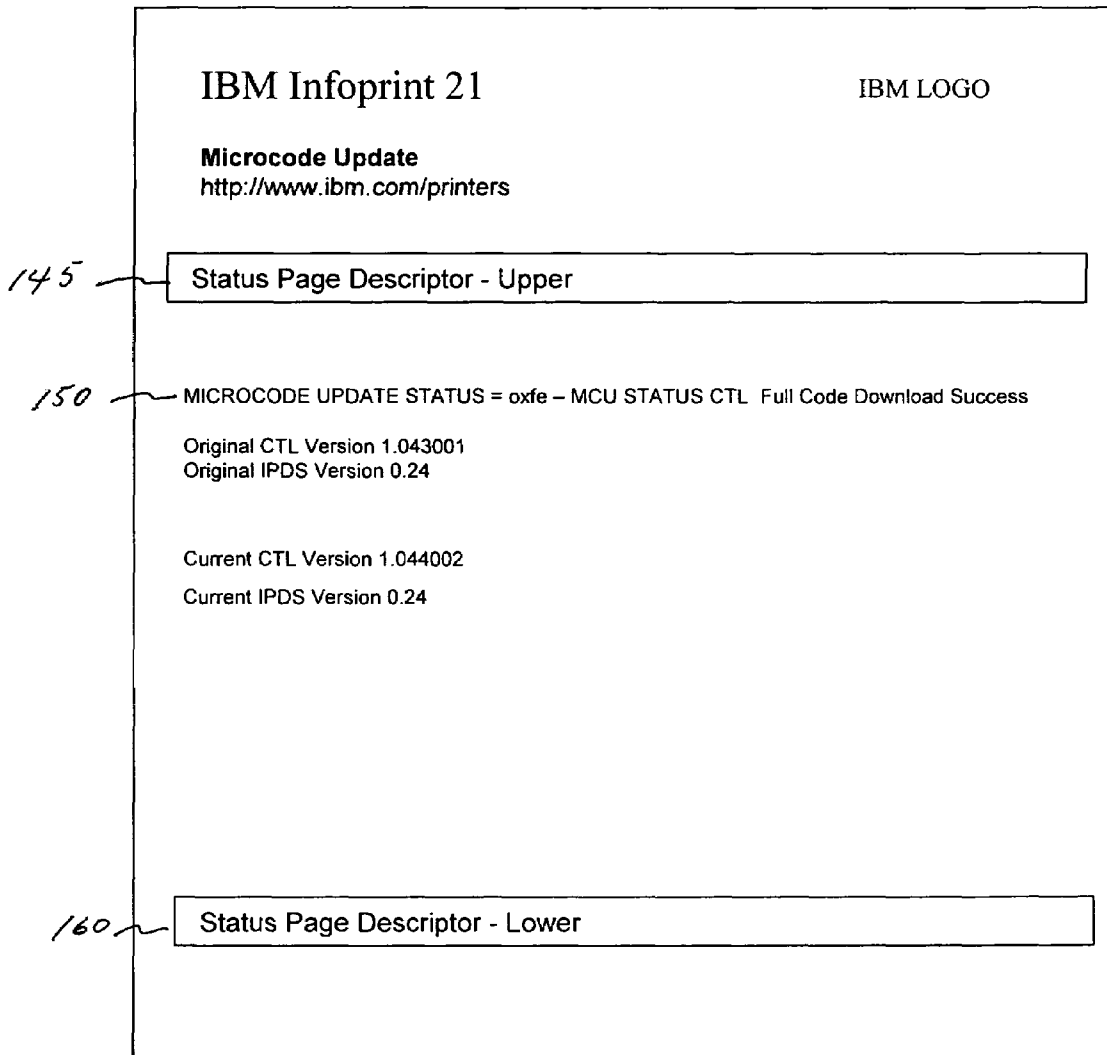 IBM Infoprint 21 IBM LOGO
Microcode Update
http://www.ibm.com/printers
145 Status Page Descriptor - Upper
150 MICROCODE UPDATE STATUS = oxfe – MCU STATUS CTL Full Code Download Success
Original CTL Version 1.043001
Original IPDS Version 0.24
Current CTL Version 1.044002
Current IPDS Version 0.24
160 Status Page Descriptor - Lower